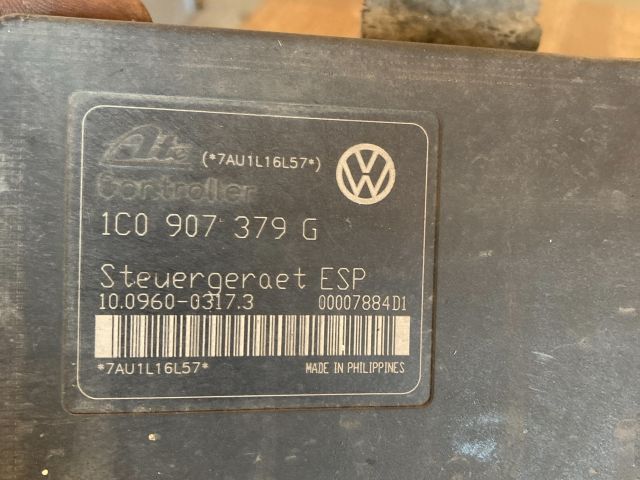 Ate (*7AU1L16L57*)
Controller
1C0 907 379 G
Steuergeraet ESP
10.0960-0317.3 00007884D1
*7AU1L16L57* MADE IN PHILIPPINES